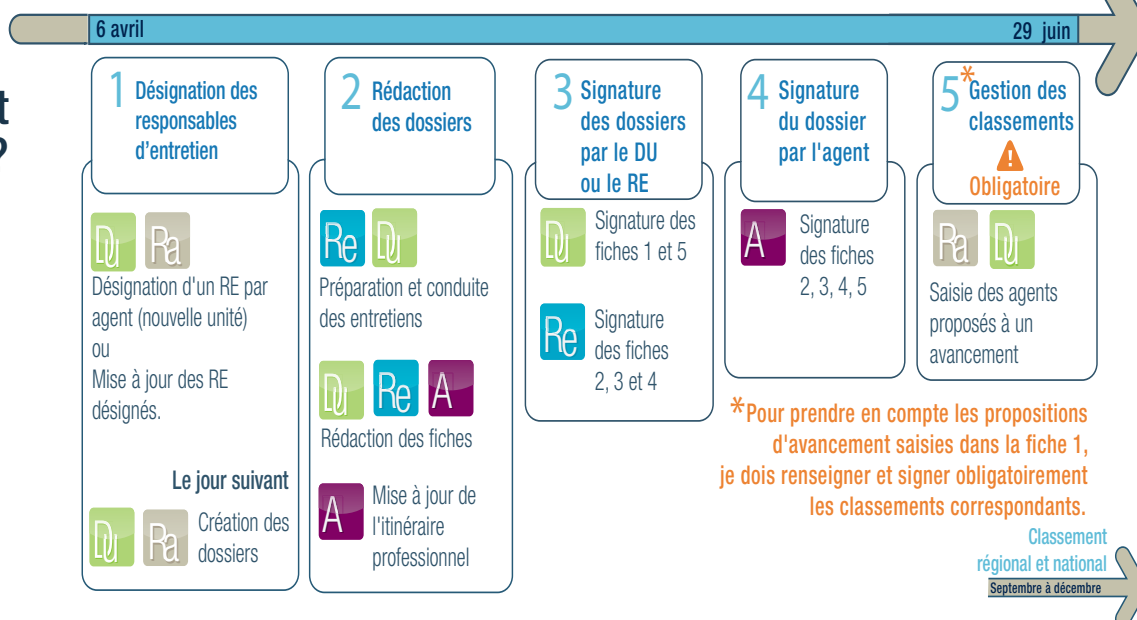 6 avril
29 juin
t
?
1 Désignation des
responsables
d'entretien
Du Ra
Désignation d'un RE par
agent (nouvelle unité)
ou
Mise à jour des RE
désignés.
Le jour suivant
Du Ra Création des
dossiers
2 Rédaction
des dossiers
Re Du
Préparation et conduite
des entretiens
Du Re A
Rédaction des fiches
A Mise à jour de
l'itinéraire
professionnel
3 Signature
des dossiers
par le DU
ou le RE
Du Signature des
fiches 1 et 5
Re Signature
des fiches
2, 3 et 4
4 Signature
du dossier
par l'agent
A Signature
des fiches
2, 3, 4, 5
5 * Gestion des
classements
!
Obligatoire
Ra Du
Saisie des agents
proposés à un
avancement
*Pour prendre en compte les propositions
d'avancement saisies dans la fiche 1,
je dois renseigner et signer obligatoirement
les classements correspondants.
Classement
régional et national
Septembre à décembre